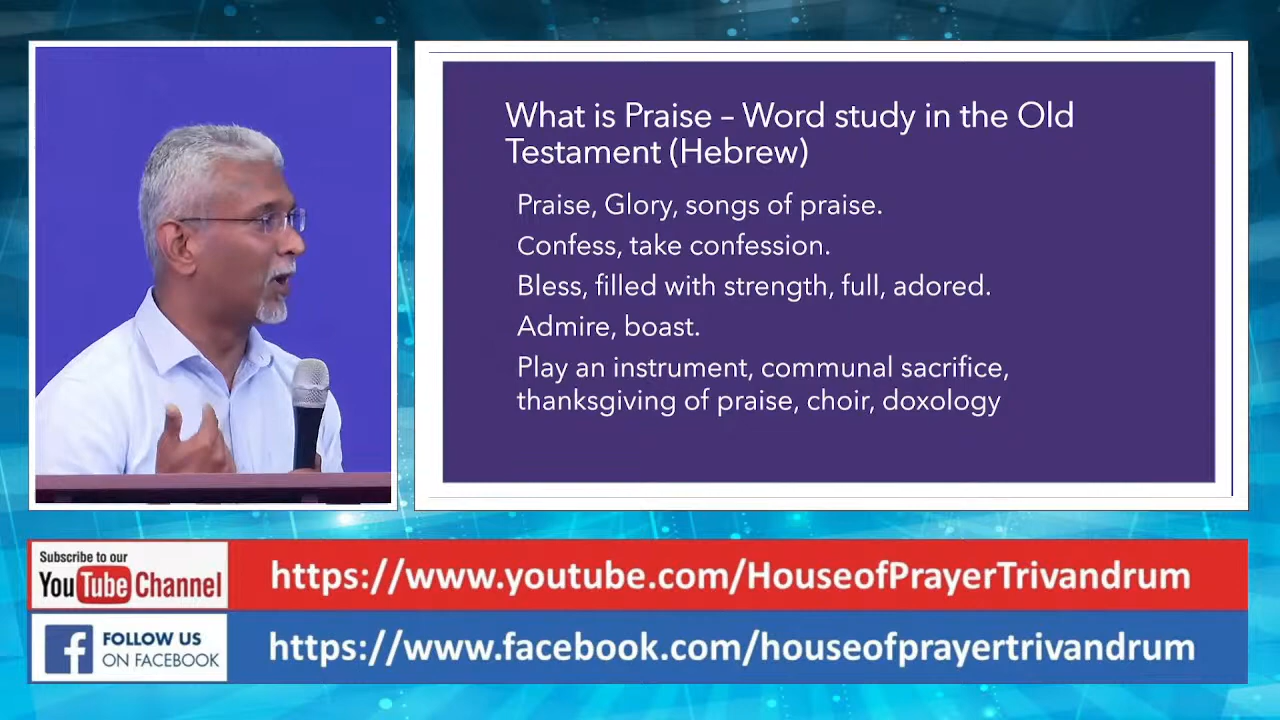 What is Praise – Word study in the Old
Testament (Hebrew)
Praise, Glory, songs of praise.
Confess, take confession.
Bless, filled with strength, full, adored.
Admire, boast.
Play an instrument, communal sacrifice,
thanksgiving of praise, choir, doxology
Subscribe to our
YouTube Channel
https://www.youtube.com/HouseofPrayerTrivandrum
f
FOLLOW US
ON FACEBOOK
https://www.facebook.com/houseofprayertrivandrum